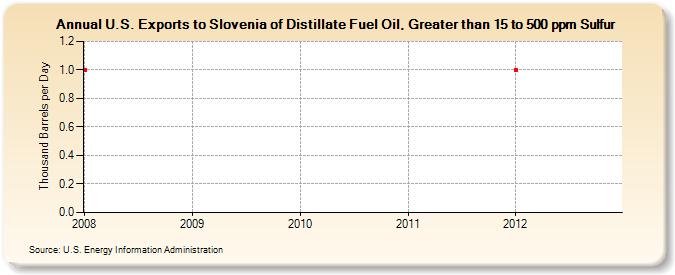 Annual U.S. Exports to Slovenia of Distillate Fuel Oil, Greater than 15 to 500 ppm Sulfur
Thousand Barrels per Day
1.2
1.0
0.8
0.6
0.4
0.2
0.0
2008 2009 2010 2011 2012
Source: U.S. Energy Information Administration